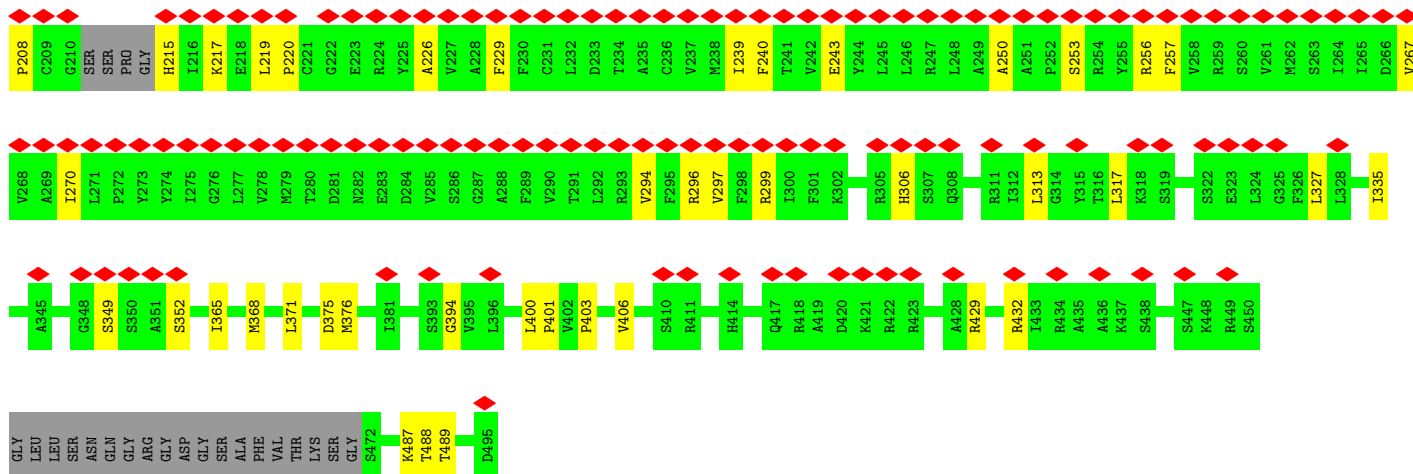 P208 C209 G210 SER SER PRO GLY H215 I216 K217 E218 L219 P220 C221 G222 E223 R224 Y225 A226 V227 A228 F229 F230 C231 L232 D233 T234 A235 C236 V237 M238 I239 F240 T241 V242 E243 Y244 L245 L246 R247 L248 A249 A250 A251 P252 S253 R254 Y255 R256 F257 V258 R259 S260 V261 M262 S263 I264 I265 D266 V267
V268 A269 I270 L271 P272 Y273 Y274 I275 G276 L277 V278 M279 T280 D281 N282 E283 D284 V285 S286 G287 A288 F289 V290 T291 L292 R293 V294 F295 R296 V297 F298 R299 I300 F301 K302 R305 H306 S307 Q308 R311 I312 L313 G314 Y315 T316 L317 K318 S319 S322 E323 L324 G325 F326 L327 L328 I335
A345 G348 S349 S350 A351 S352 I365 M368 L371 D375 M376 I381 S393 G394 V395 L396 L400 P401 V402 P403 V406 S410 R411 H414 Q417 R418 A419 D420 K421 R422 R423 A428 R429 R432 I433 R434 A435 A436 K437 S438 S447 K448 R449 S450
GLY LEU LEU SER ASN GLN GLY ARG GLY ASP GLY SER ALA PHE VAL THR LYS SER GLY S472 K487 T488 T489 D495